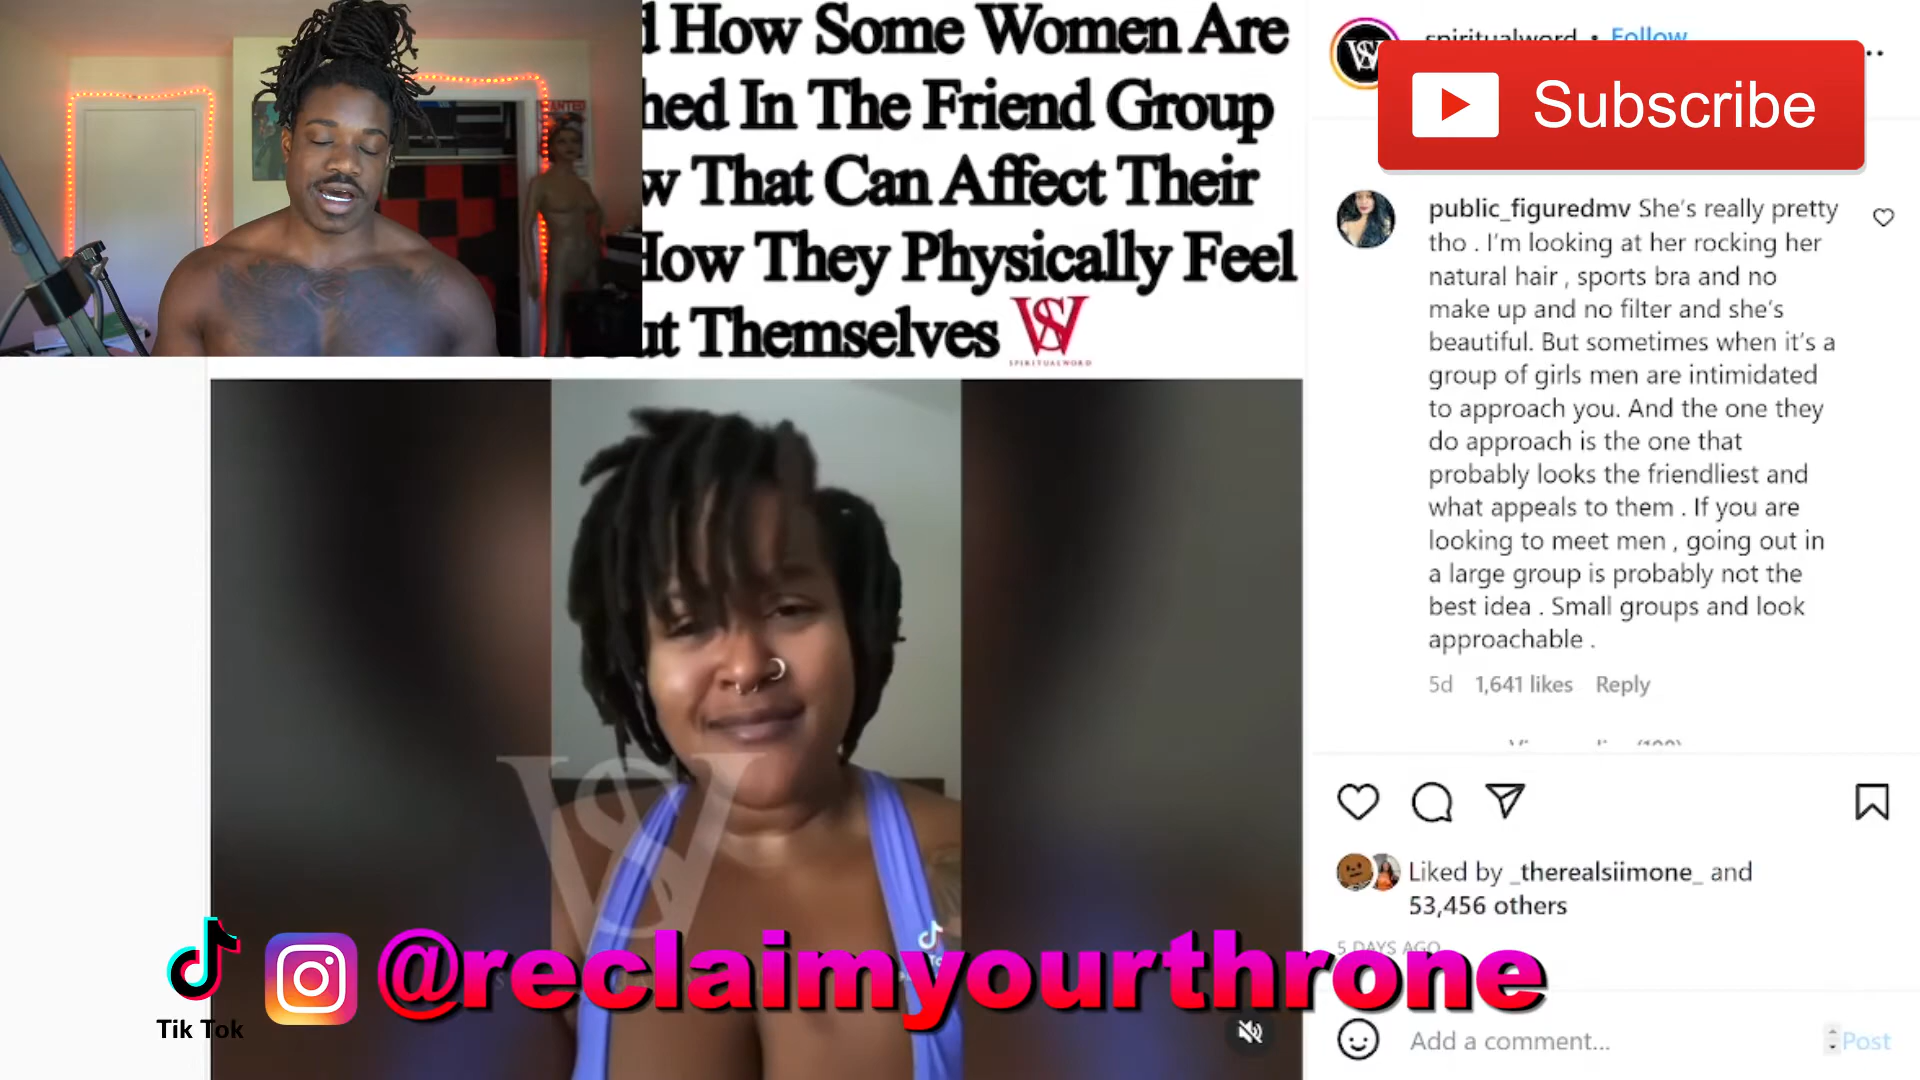 How Some Women Are
In The Friend Group
That Can Affect Their
How They Physically Feel
Themselves
SPIRITUALWORD
WANTED
spiritualword • Follow
Subscribe
public_figuredmv She's really pretty
tho . I'm looking at her rocking her
natural hair , sports bra and no
make up and no filter and she's
beautiful. But sometimes when it's a
group of girls men are intimidated
to approach you. And the one they
do approach is the one that
probably looks the friendliest and
what appeals to them . If you are
looking to meet men , going out in
a large group is probably not the
best idea . Small groups and look
approachable .
5d 1,641 likes Reply
Liked by _therealsiimone_ and
53,456 others
5 DAYS AGO
Tik Tok
@reclaimyourthrone
Add a comment...
Post